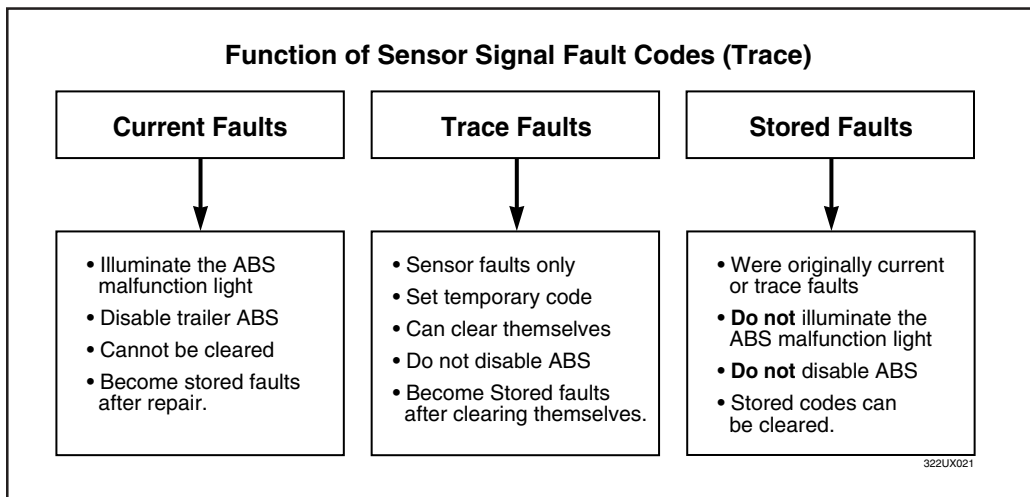 Function of Sensor Signal Fault Codes (Trace)
Current Faults
• Illuminate the ABS
malfunction light
• Disable trailer ABS
• Cannot be cleared
• Become stored faults
after repair.
Trace Faults
• Sensor faults only
• Set temporary code
• Can clear themselves
• Do not disable ABS
• Become Stored faults
after clearing themselves.
Stored Faults
• Were originally current
or trace faults
• Do not illuminate the
ABS malfunction light
• Do not disable ABS
• Stored codes can
be cleared.
322UX021